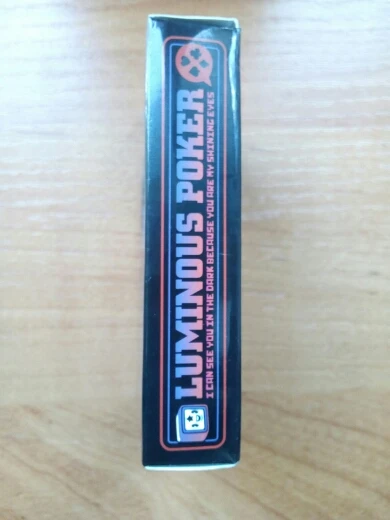 LUMINOUS POKER
I CAN SEE YOU IN THE DARK BECAUSE YOU ARE MY SHINING EYES